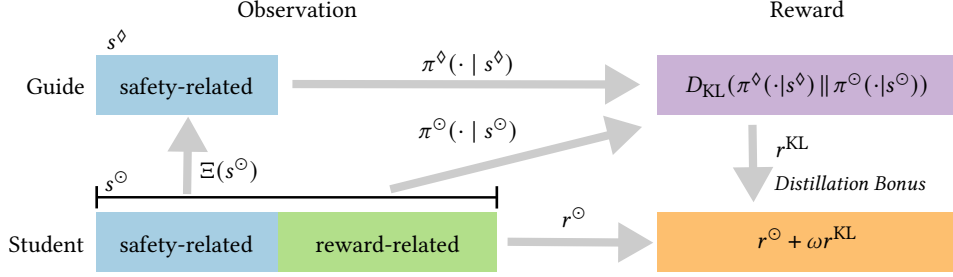 Observation Reward
s^◊
Guide safety-related π^◊(· | s^◊) D_KL(π^◊(·|s^◊) ‖ π^⊙(·|s^⊙))
π^⊙(· | s^⊙)
Ξ(s^⊙) r^KL
s^⊙ Distillation Bonus
r^⊙
Student safety-related reward-related r^⊙ + ωr^KL